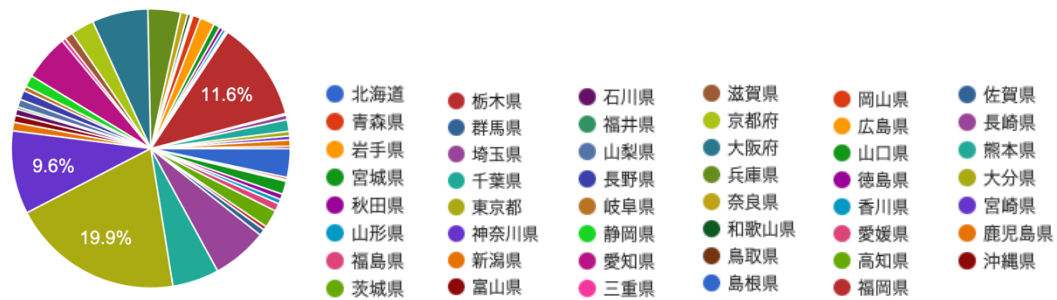 11.6%
9.6%
19.9%
北海道
青森県
岩手県
宮城県
秋田県
山形県
福島県
茨城県
栃木県
群馬県
埼玉県
千葉県
東京都
神奈川県
新潟県
富山県
石川県
福井県
山梨県
長野県
岐阜県
静岡県
愛知県
三重県
滋賀県
京都府
大阪府
兵庫県
奈良県
和歌山県
鳥取県
島根県
岡山県
広島県
山口県
徳島県
香川県
愛媛県
高知県
福岡県
佐賀県
長崎県
熊本県
大分県
宮崎県
鹿児島県
沖縄県